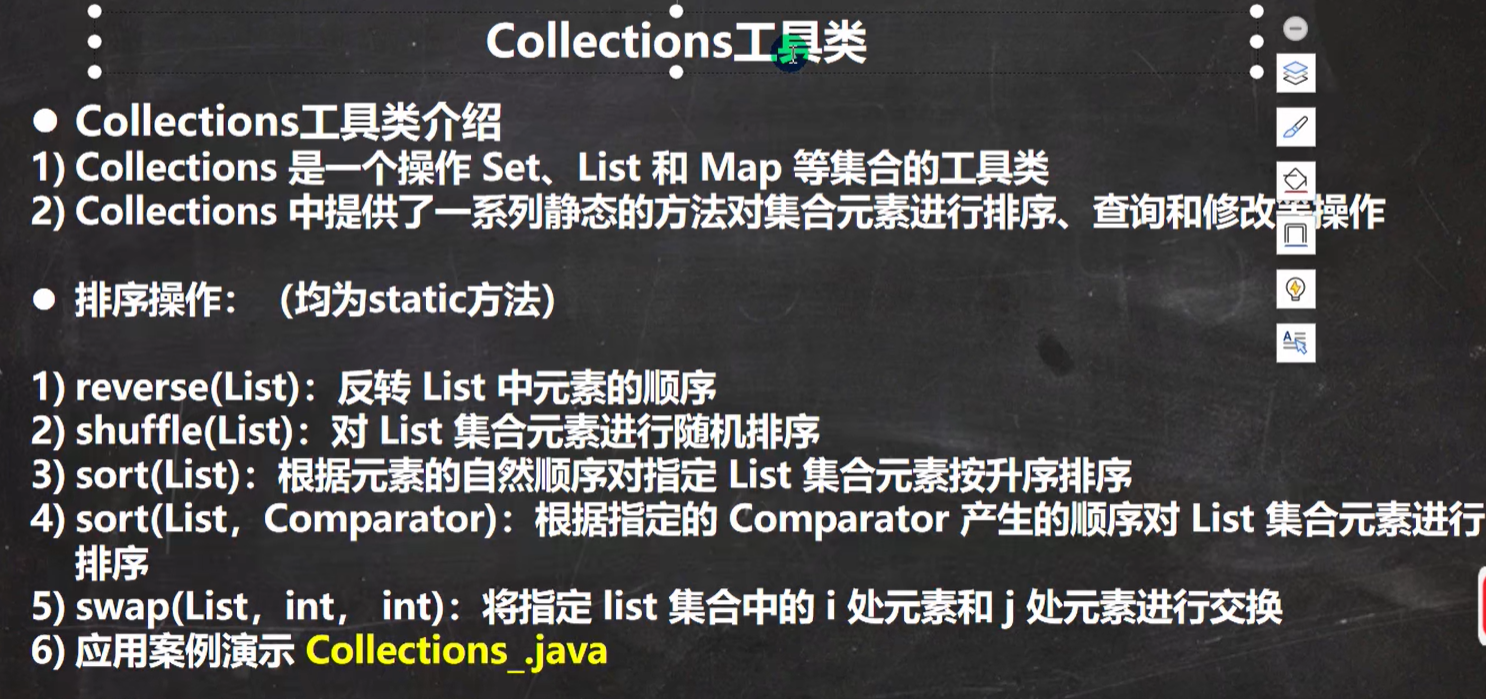 Collections工具类
● Collections工具类介绍
1) Collections 是一个操作 Set、List 和 Map 等集合的工具类
2) Collections 中提供了一系列静态的方法对集合元素进行排序、查询和修改等操作
● 排序操作：（均为static方法）
1) reverse(List)：反转 List 中元素的顺序
2) shuffle(List)：对 List 集合元素进行随机排序
3) sort(List)：根据元素的自然顺序对指定 List 集合元素按升序排序
4) sort(List，Comparator)：根据指定的 Comparator 产生的顺序对 List 集合元素进行
排序
5) swap(List，int， int)：将指定 list 集合中的 i 处元素和 j 处元素进行交换
6) 应用案例演示 Collections_.java